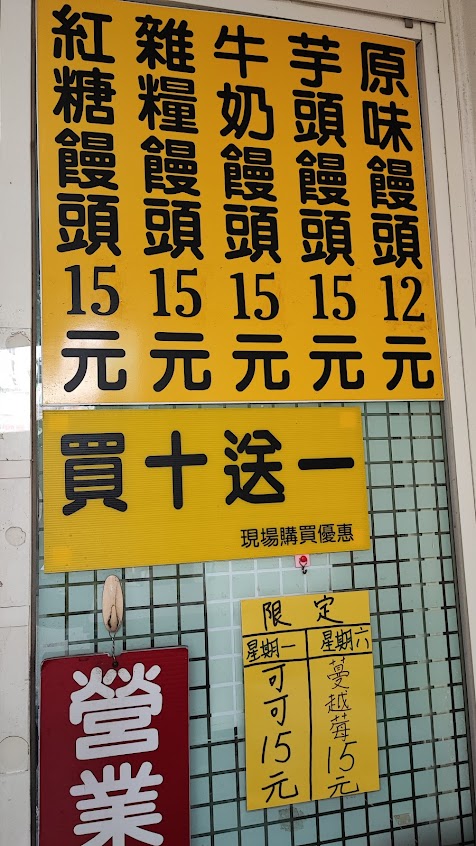 原味饅頭12元
芋頭饅頭15元
牛奶饅頭15元
雜糧饅頭15元
紅糖饅頭15元
買十送一
現場購買優惠
限定
星期一
可可15元
星期六
蔓越莓15元
營業